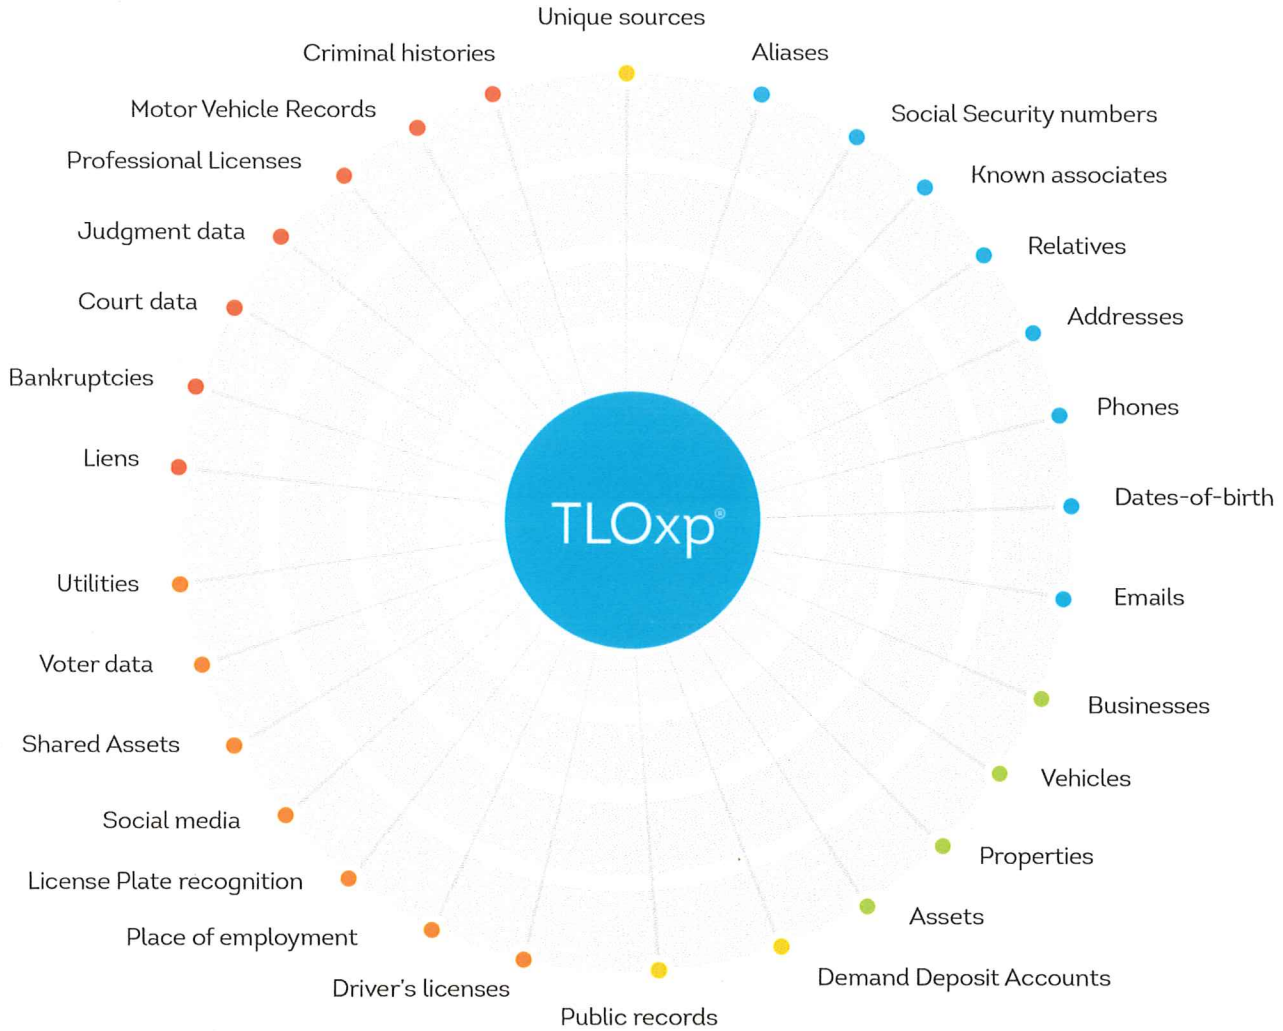 Unique sources
Criminal histories
Aliases
Motor Vehicle Records
Social Security numbers
Professional Licenses
Known associates
Judgment data
Relatives
Court data
Addresses
Bankruptcies
Phones
Liens
Dates-of-birth
TLOxp®
Utilities
Emails
Voter data
Businesses
Shared Assets
Vehicles
Social media
Properties
License Plate recognition
Assets
Place of employment
Demand Deposit Accounts
Driver's licenses
Public records